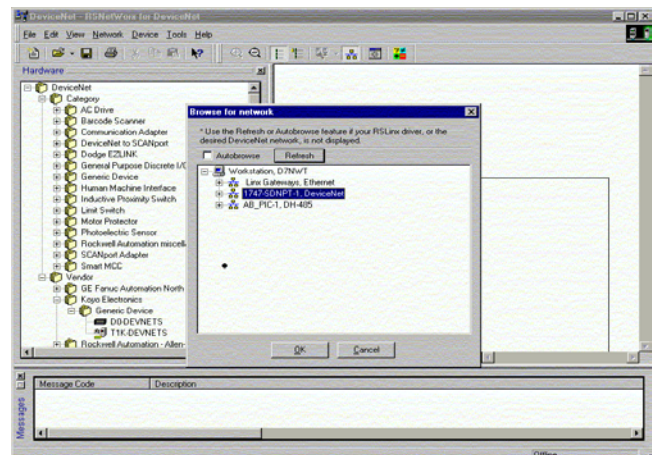 DeviceNet - RSNetWorx for DeviceNet
File Edit View Network Device Tools Help
Hardware
DeviceNet
Category
AC Drive
Barcode Scanner
Communication Adapter
DeviceNet to SCANport
Dodge EZLINK
General Purpose Discrete I/O
Generic Device
Human Machine Interface
Inductive Proximity Switch
Limit Switch
Motor Protector
Photoelectric Sensor
Rockwell Automation miscell
SCANport Adapter
Smart MCC
Vendor
GE Fanuc Automation North
Koyo Electronics
Generic Device
D0-DEVNETS
T1K-DEVNETS
Rockwell Automation - Allen-
Browse for network
* Use the Refresh or Autobrowse feature if your RSLinx driver, or the
desired DeviceNet network, is not displayed.
Autobrowse Refresh
Workstation, D7NWT
Linx Gateways, Ethernet
1747-SDNPT-1, DeviceNet
AB_PIC-1, DH-485
OK Cancel
Messages
Message Code Description
Offline